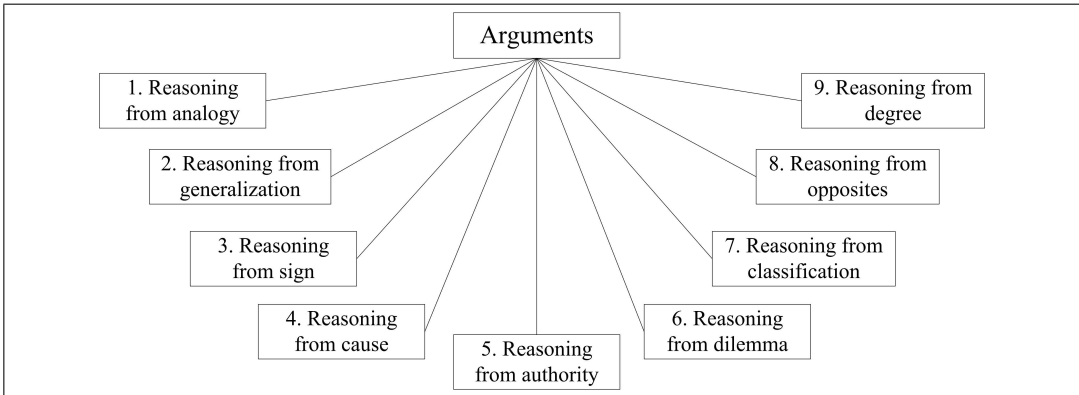 Arguments
1. Reasoning
from analogy
2. Reasoning from
generalization
3. Reasoning
from sign
4. Reasoning
from cause
5. Reasoning
from authority
6. Reasoning
from dilemma
7. Reasoning from
classification
8. Reasoning from
opposites
9. Reasoning from
degree